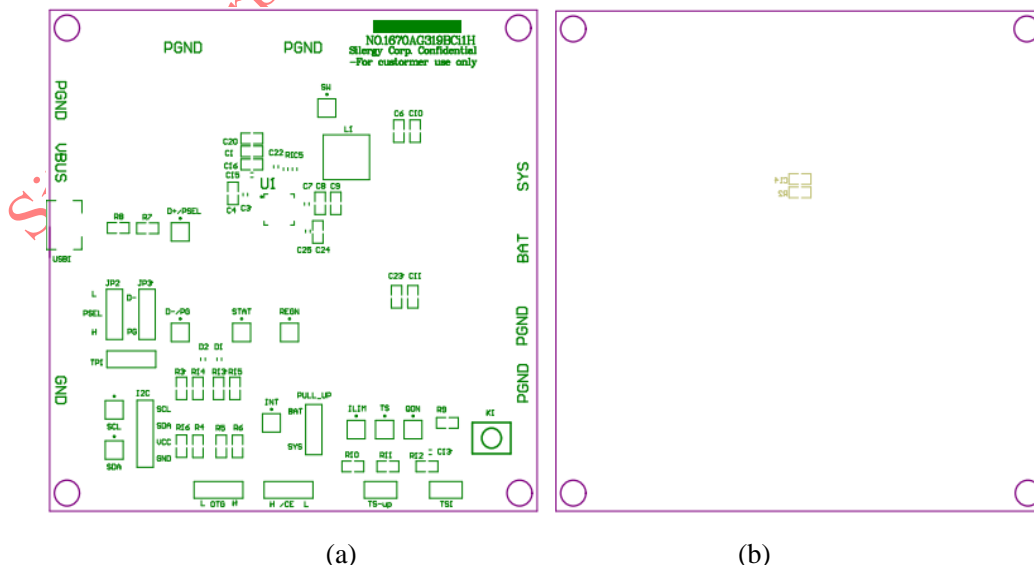 NO.1670AG319BCi1H
Silergy Corp. Confidential
-For custormer use only
PGND PGND
PGND
VBUS
SW
L1
C6 C10
C20
C1
C16
C22 R1C5
C15
U1
C4 C3
C7 C8 C9
C25 C24
SYS
BAT
PGND
PGND
R8 R7 D+/PSEL
USB1
C23 C11
JP2 JP3
L D-
PSEL
H PG
D-/PG STAT REGN
TP1
D2 D1
GND
R3 R14 R13 R15
I2C
SCL
SDA
VCC
GND
SCL
SDA
INT
PULL_UP
BAT
SYS
ILIM TS QON R9 K1
R16 R4 R5 R6
C13
R10 R11 R12
L OTG H H /CE L TS-up TS1
C14
R2
(a) (b)